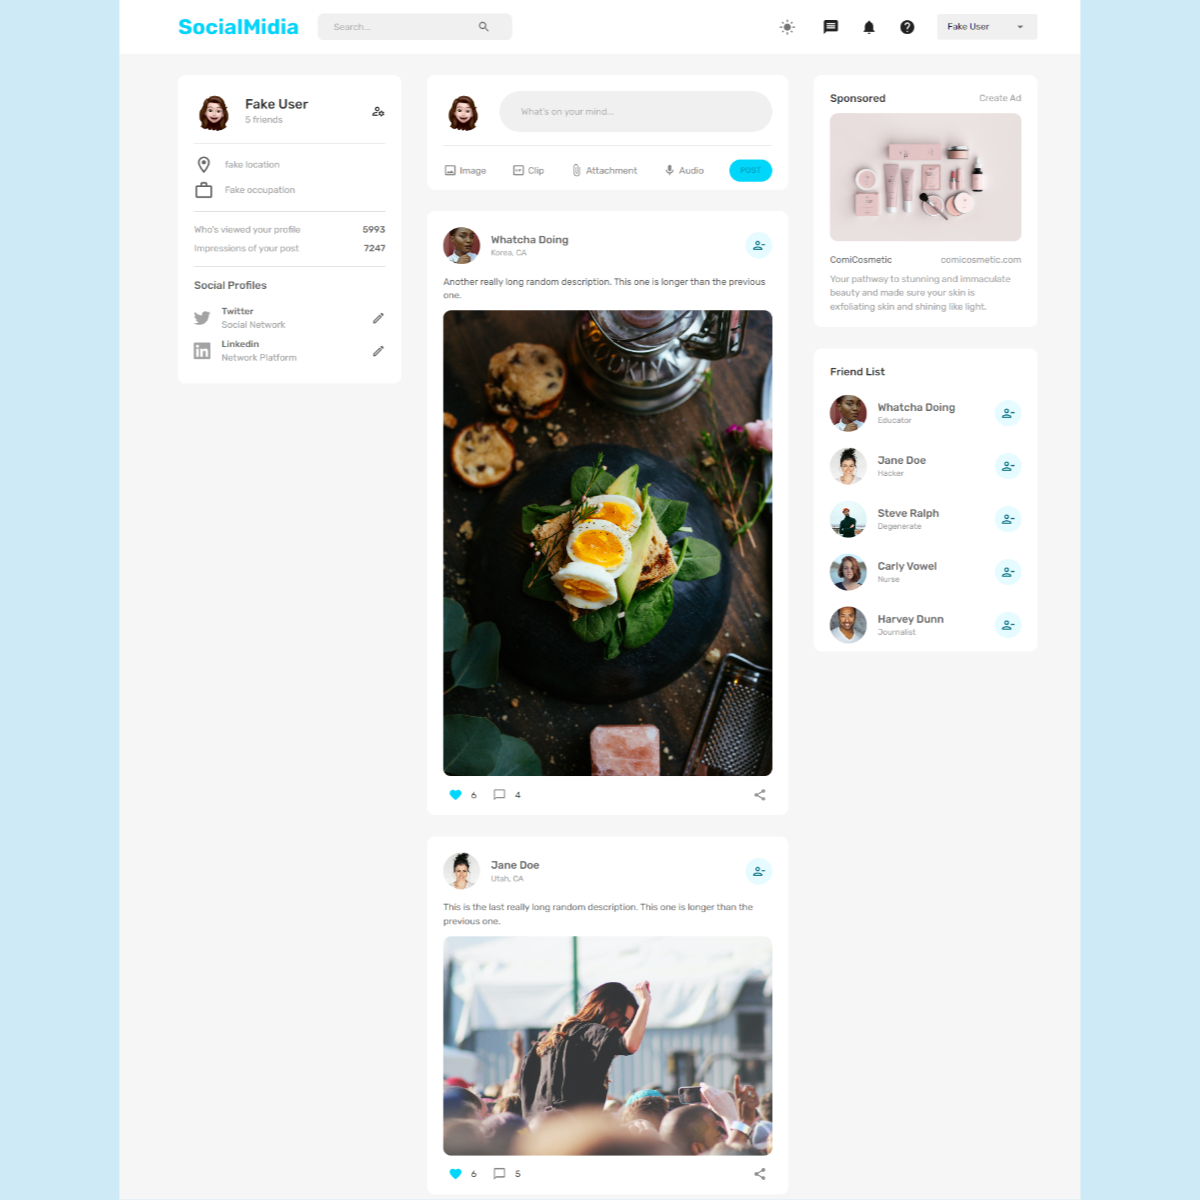 SocialMidia
Search...
Fake User
Fake User
5 friends
fake location
Fake occupation
Who's viewed your profile 5993
Impressions of your post 7247
Social Profiles
Twitter
Social Network
Linkedin
Network Platform
What's on your mind...
Image Clip Attachment Audio POST
Whatcha Doing
Korea, CA
Another really long random description. This one is longer than the previous
one.
6 4
Jane Doe
Utah, CA
This is the last really long random description. This one is longer than the
previous one.
6 5
Sponsored Create Ad
ComiCosmetic comicosmetic.com
Your pathway to stunning and immaculate
beauty and made sure your skin is
exfoliating skin and shining like light.
Friend List
Whatcha Doing
Educator
Jane Doe
Hacker
Steve Ralph
Degenerate
Carly Vowel
Nurse
Harvey Dunn
Journalist